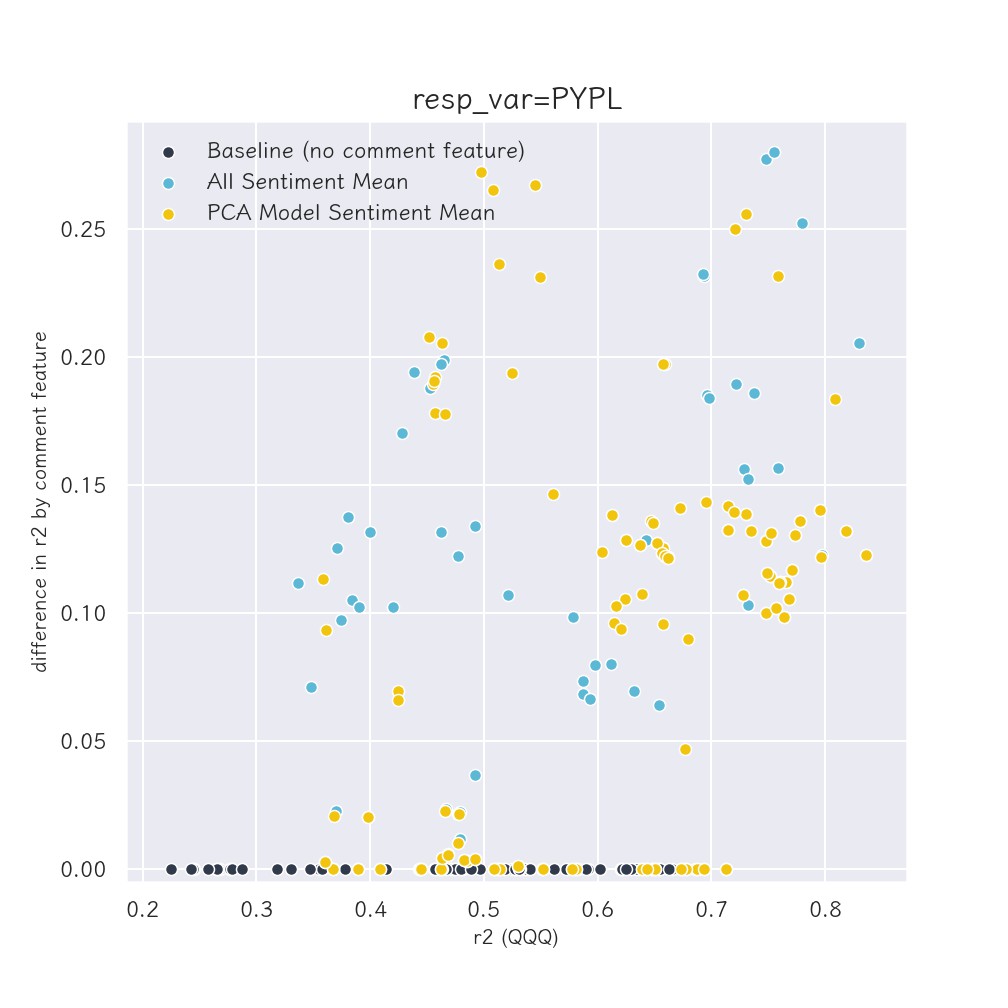 resp_var=PYPL
Baseline (no comment feature)
All Sentiment Mean
PCA Model Sentiment Mean
difference in r2 by comment feature
0.25
0.20
0.15
0.10
0.05
0.00
0.2 0.3 0.4 0.5 0.6 0.7 0.8
r2 (QQQ)